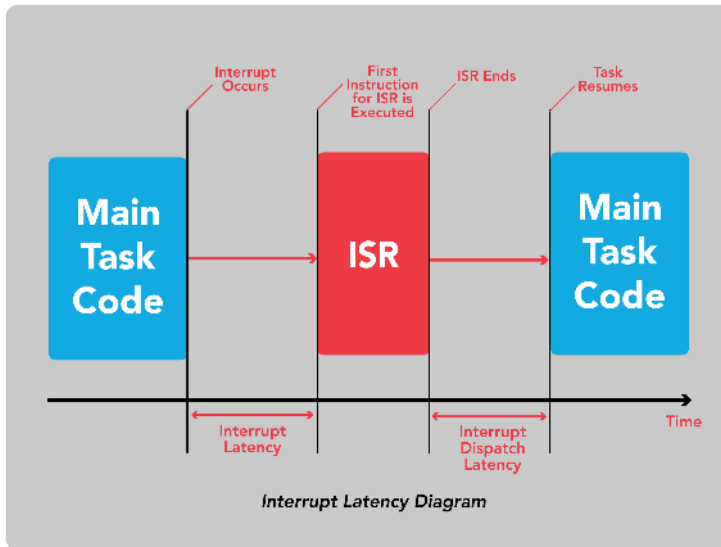 Interrupt
Occurs
First
Instruction
for ISR is
Executed
ISR Ends
Task
Resumes
Main
Task
Code
ISR
Main
Task
Code
Time
Interrupt
Latency
Interrupt
Dispatch
Latency
Interrupt Latency Diagram